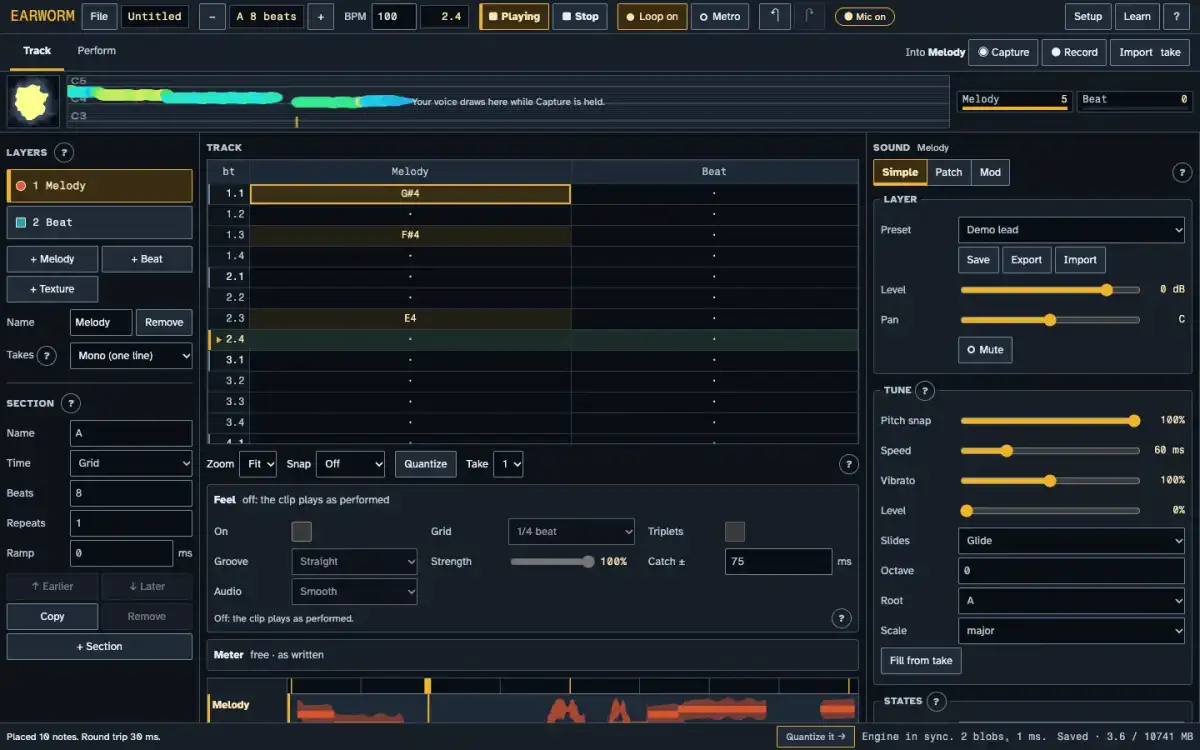 EARWORM File Untitled − A 8 beats + BPM 100 2.4 Playing Stop Loop on Metro Mic on Setup Learn ?
Track Perform Into Melody Capture Record Import take
C5
C4
C3
Your voice draws here while Capture is held.
Melody 5 Beat 0
LAYERS ?
1 Melody
2 Beat
+ Melody + Beat
+ Texture
Name Melody Remove
Takes ? Mono (one line)
SECTION ?
Name A
Time Grid
Beats 8
Repeats 1
Ramp 0 ms
↑ Earlier ↓ Later
Copy Remove
+ Section
TRACK
bt Melody Beat
1.1 G#4 ·
1.2 · ·
1.3 F#4 ·
1.4 · ·
2.1 · ·
2.2 · ·
2.3 E4 ·
2.4 · ·
3.1 · ·
3.2 · ·
3.3 · ·
3.4 · ·
4.1 · ·
Zoom Fit Snap Off Quantize Take 1 ?
Feel off: the clip plays as performed
On Grid 1/4 beat Triplets
Groove Straight Strength 100% Catch ± 75 ms
Audio Smooth
Off: the clip plays as performed. ?
Meter free · as written
Melody
SOUND Melody
Simple Patch Mod ?
LAYER
Preset Demo lead
Save Export Import
Level 0 dB
Pan C
Mute
TUNE ?
Pitch snap 100%
Speed 60 ms
Vibrato 100%
Level 0%
Slides Glide
Octave 0
Root A
Scale major
Fill from take
STATES ?
Placed 10 notes. Round trip 30 ms. Quantize it → Engine in sync. 2 blobs, 1 ms. Saved · 3.6 / 10741 MB